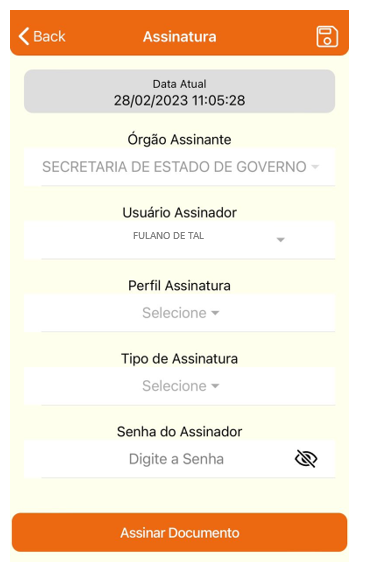 Back
Assinatura
Data Atual
28/02/2023 11:05:28
Órgão Assinante
SECRETARIA DE ESTADO DE GOVERNO
Usuário Assinador
FULANO DE TAL
Perfil Assinatura
Selecione
Tipo de Assinatura
Selecione
Senha do Assinador
Digite a Senha
Assinar Documento